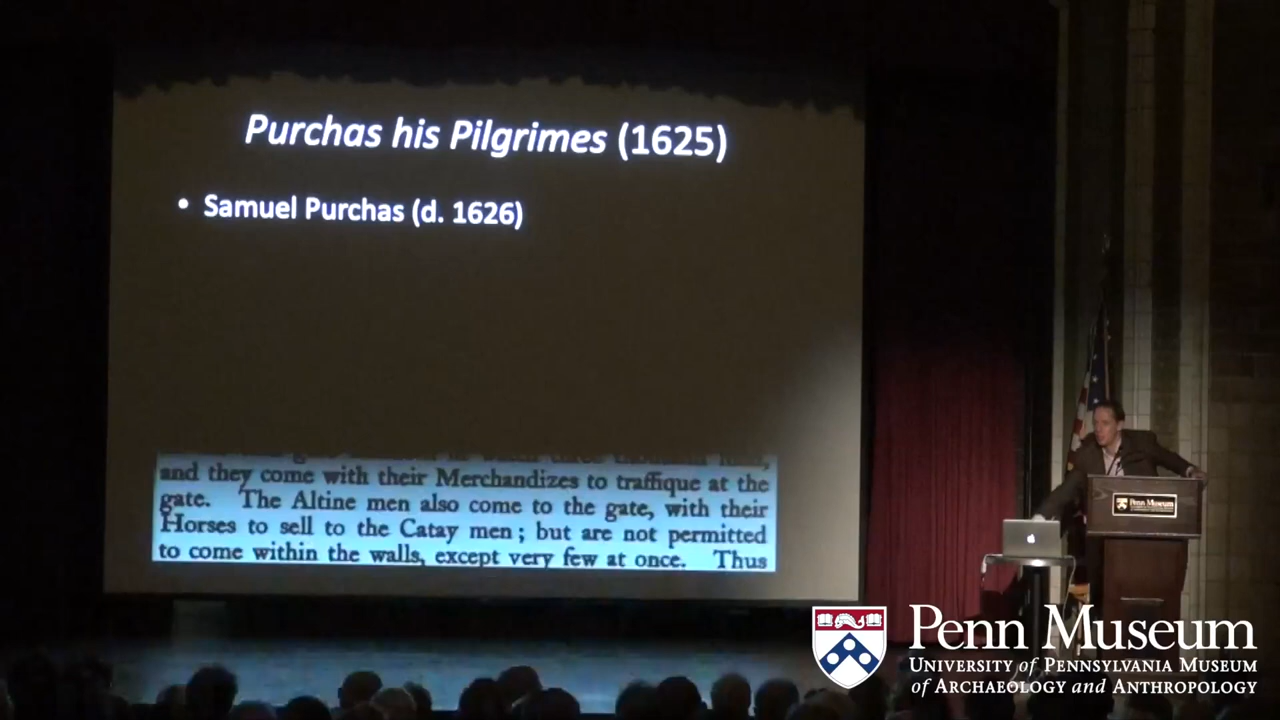 Purchas his Pilgrimes (1625)
• Samuel Purchas (d. 1626)
and they come with their Merchandizes to traffique at the
gate. The Altine men also come to the gate, with their
Horses to sell to the Catay men; but are not permitted
to come within the walls, except very few at once. Thus
Penn Museum
Penn Museum
University of Pennsylvania Museum
of Archaeology and Anthropology